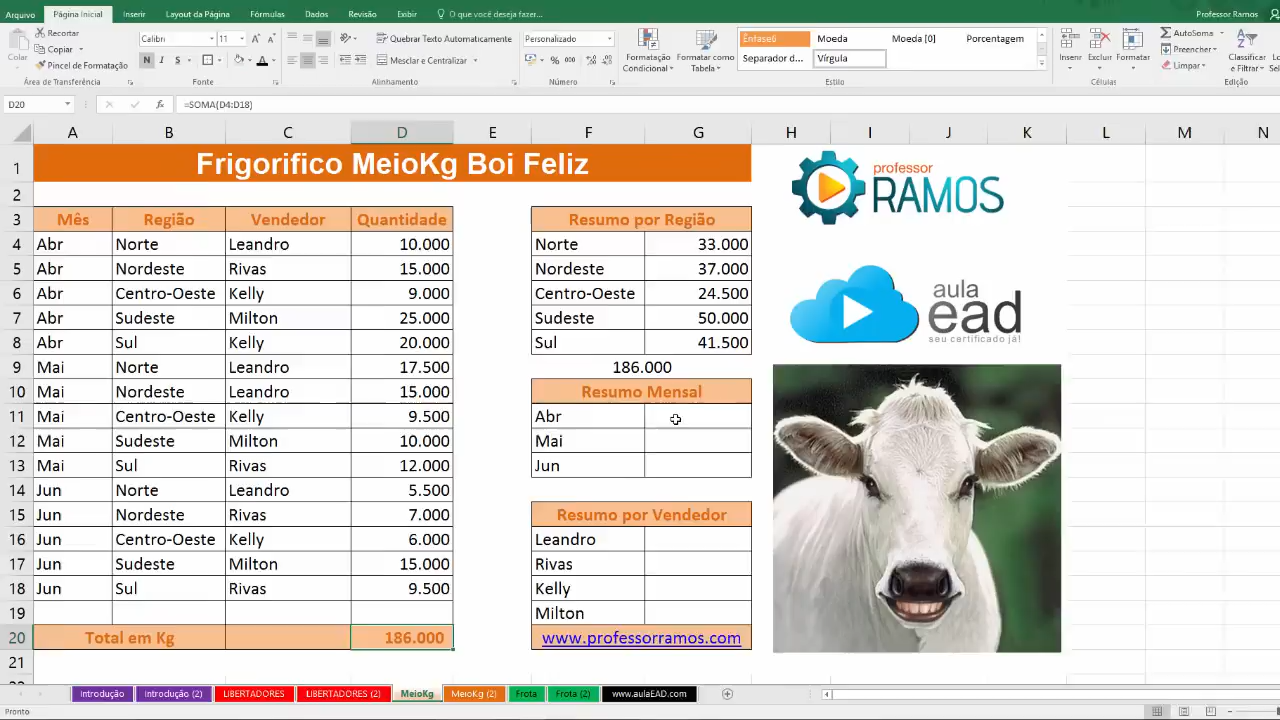 Arquivo Página Inicial Inserir Layout da Página Fórmulas Dados Revisão Exibir O que você deseja fazer... Professor Ramos
Colar
Recortar
Copiar
Pincel de Formatação
Área de Transferência
Calibri 11
N I S
Fonte
Quebrar Texto Automaticamente
Mesclar e Centralizar
Alinhamento
Personalizado
% 000
Número
Formatação Condicional
Formatar como Tabela
Ênfase6 Moeda Moeda [0] Porcentagem
Separador d... Vírgula
Estilo
Inserir Excluir Formatar
Células
AutoSoma
Preencher
Limpar
Classificar e Filtrar
Edição
D20 fx =SOMA(D4:D18)
A B C D E F G H I J K L M N
1 Frigorifico MeioKg Boi Feliz
2
3 Mês Região Vendedor Quantidade Resumo por Região
4 Abr Norte Leandro 10.000 Norte 33.000
5 Abr Nordeste Rivas 15.000 Nordeste 37.000
6 Abr Centro-Oeste Kelly 9.000 Centro-Oeste 24.500
7 Abr Sudeste Milton 25.000 Sudeste 50.000
8 Abr Sul Kelly 20.000 Sul 41.500
9 Mai Norte Leandro 17.500 186.000
10 Mai Nordeste Leandro 15.000 Resumo Mensal
11 Mai Centro-Oeste Kelly 9.500 Abr
12 Mai Sudeste Milton 10.000 Mai
13 Mai Sul Rivas 12.000 Jun
14 Jun Norte Leandro 5.500
15 Jun Nordeste Rivas 7.000 Resumo por Vendedor
16 Jun Centro-Oeste Kelly 6.000 Leandro
17 Jun Sudeste Milton 15.000 Rivas
18 Jun Sul Rivas 9.500 Kelly
19 Milton
20 Total em Kg 186.000 www.professorramos.com
21
professor
RAMOS
aula
ead
seu certificado já!
Introdução Introdução (2) LIBERTADORES LIBERTADORES (2) MeioKg MeioKg (2) Frota Frota (2) www.aulaEAD.com
Pronto